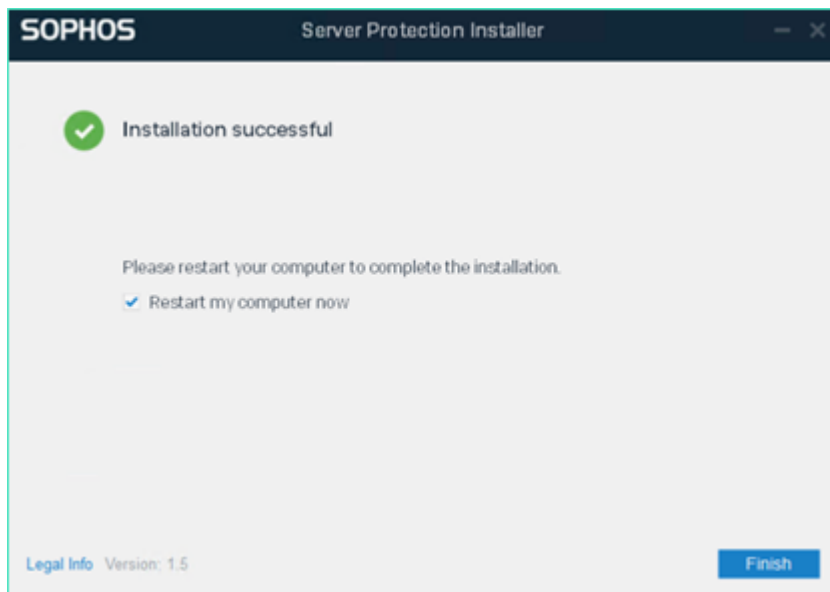 SOPHOS Server Protection Installer
Installation successful
Please restart your computer to complete the installation.
Restart my computer now
Legal Info Version: 1.5 Finish